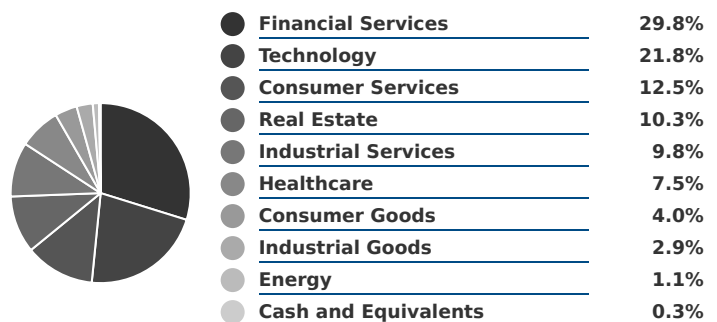 Financial Services 29.8%
Technology 21.8%
Consumer Services 12.5%
Real Estate 10.3%
Industrial Services 9.8%
Healthcare 7.5%
Consumer Goods 4.0%
Industrial Goods 2.9%
Energy 1.1%
Cash and Equivalents 0.3%